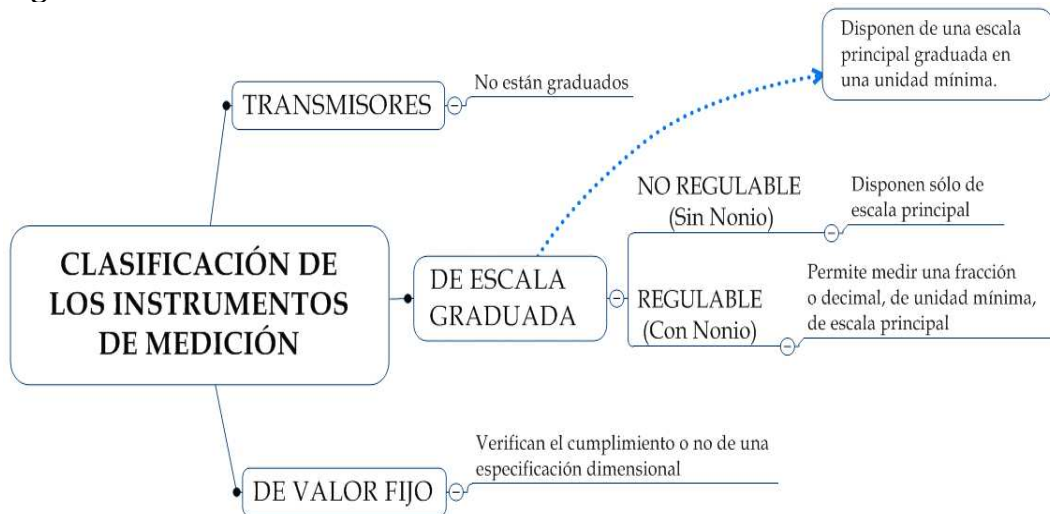 Disponen de una escala
principal graduada en
una unidad mínima.
TRANSMISORES
No están graduados
NO REGULABLE
(Sin Nonio)
Disponen sólo de
escala principal
CLASIFICACIÓN DE
LOS INSTRUMENTOS
DE MEDICIÓN
DE ESCALA
GRADUADA
REGULABLE
(Con Nonio)
Permite medir una fracción
o decimal, de unidad mínima,
de escala principal
DE VALOR FIJO
Verifican el cumplimiento o no de una
especificación dimensional